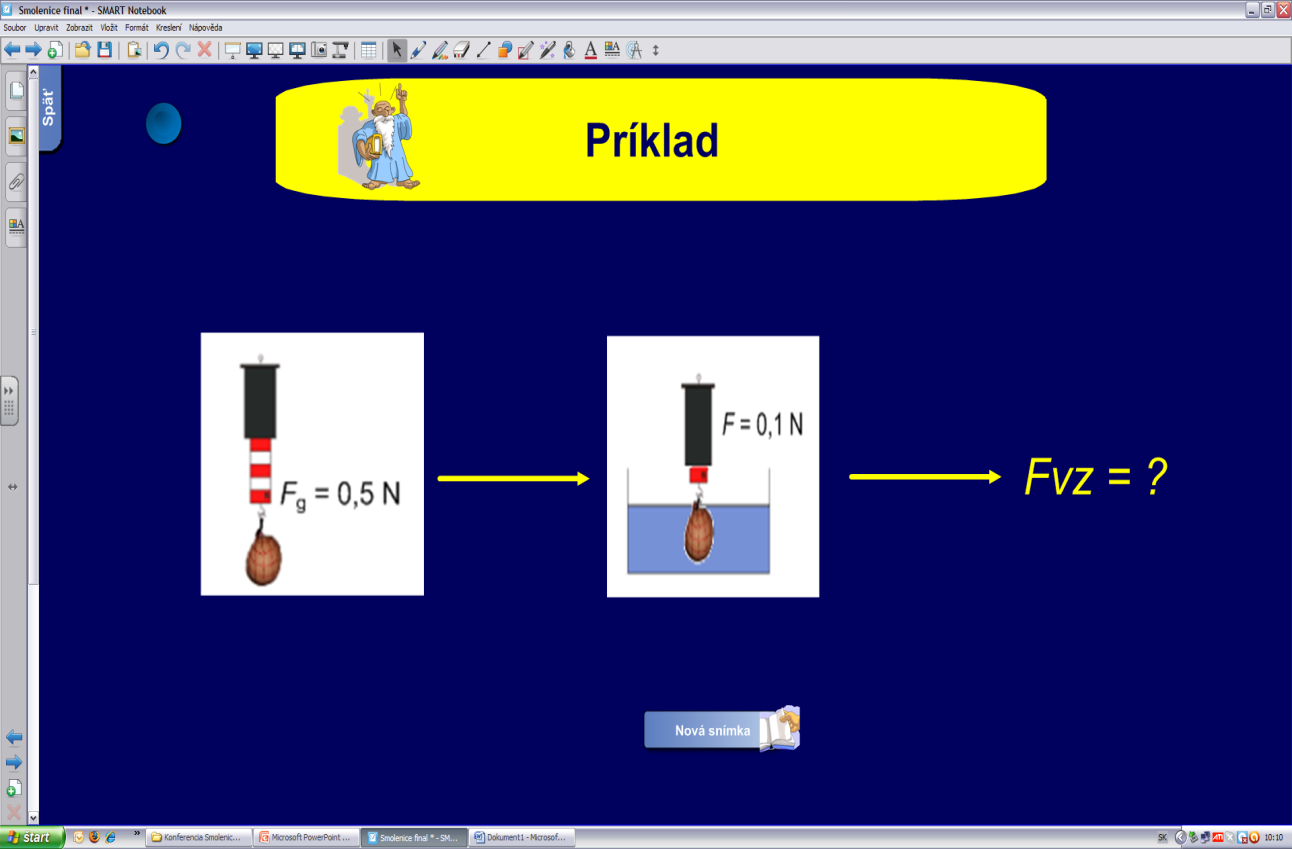 Smolenice final * - SMART Notebook
Soubor Upravit Zobrazit Vložit Formát Kreslení Nápověda
Späť
Príklad
Fg = 0,5 N
F = 0,1 N
Fvz = ?
Nová snímka
štart
Konferencia Smolenic...
Microsoft PowerPoint ...
Smolenice final * - SM...
Dokument1 - Microsof...
SK
10:10